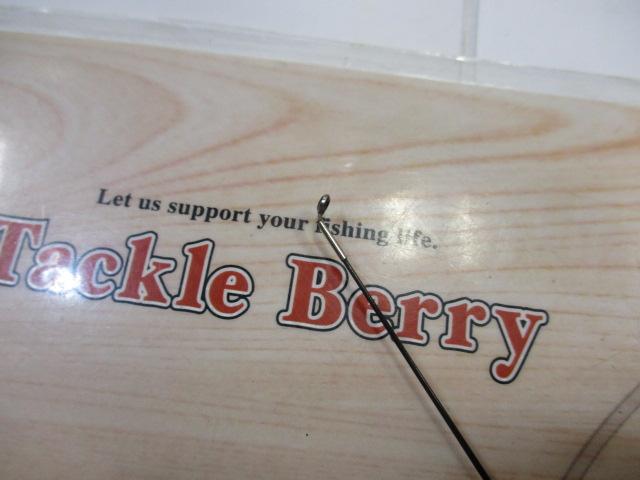 Let us support your fishing life.
Tackle Berry